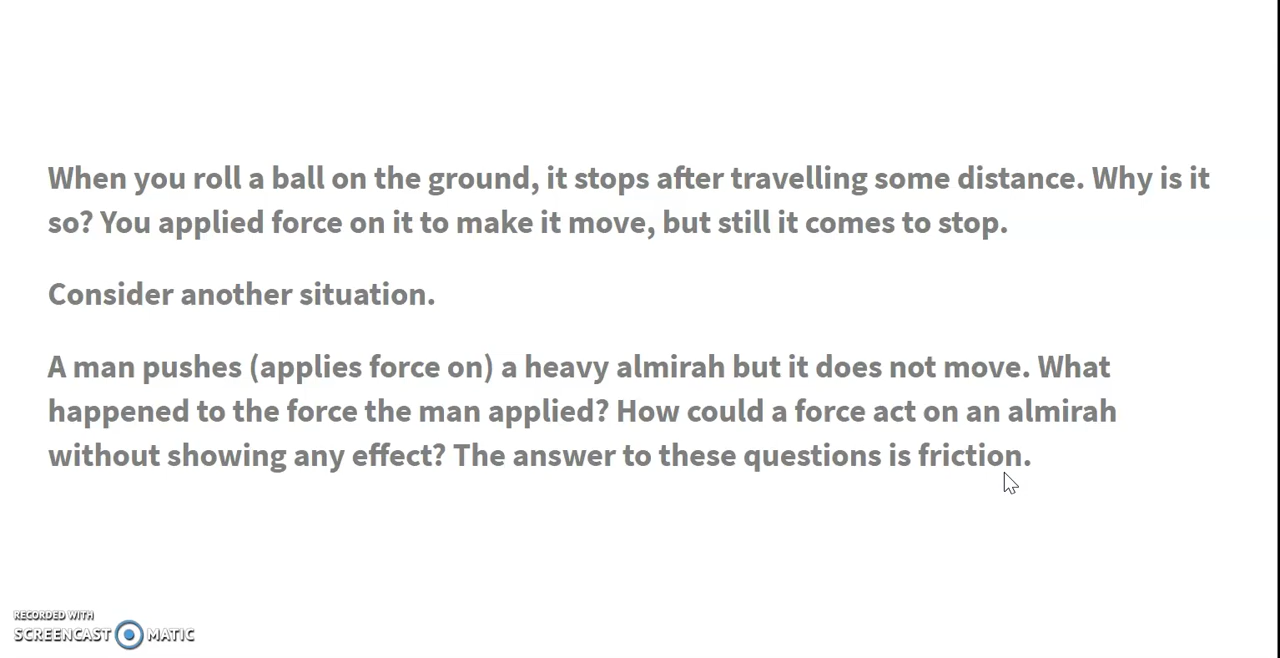 When you roll a ball on the ground, it stops after travelling some distance. Why is it
so? You applied force on it to make it move, but still it comes to stop.
Consider another situation.
A man pushes (applies force on) a heavy almirah but it does not move. What
happened to the force the man applied? How could a force act on an almirah
without showing any effect? The answer to these questions is friction.
RECORDED WITH
SCREENCAST MATIC